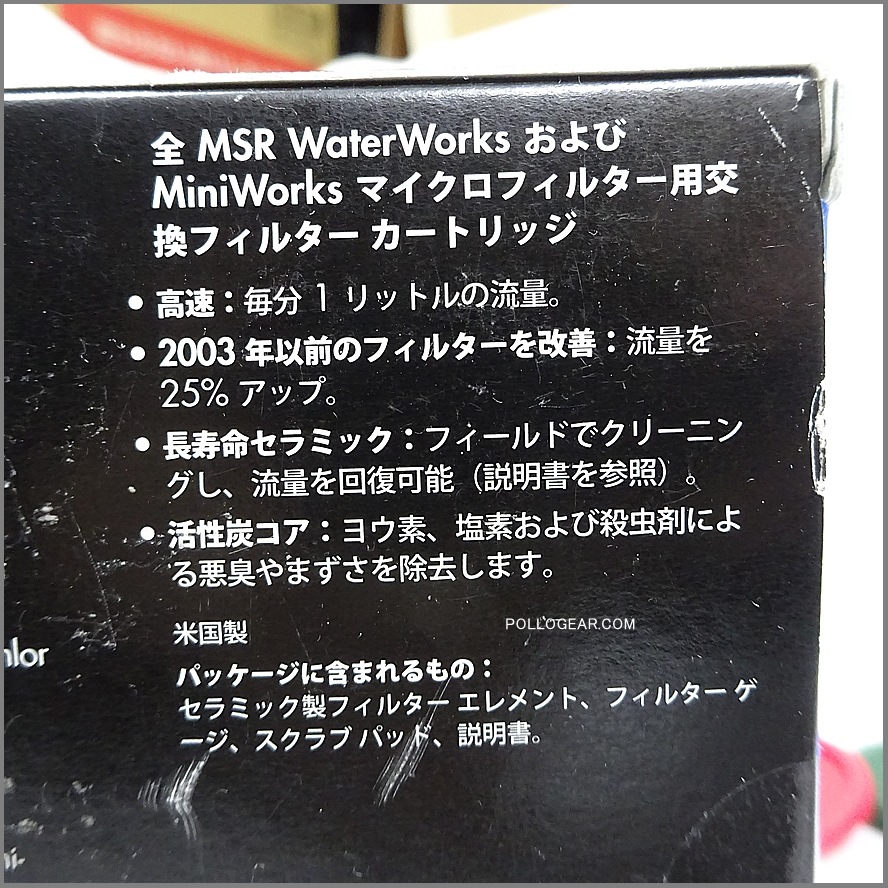 全 MSR WaterWorks および
MiniWorks マイクロフィルター用交
換フィルター カートリッジ
• 高速：毎分 1 リットルの流量。
• 2003 年以前のフィルターを改善：流量を
25% アップ。
• 長寿命セラミック：フィールドでクリーニン
グし、流量を回復可能（説明書を参照）。
• 活性炭コア：ヨウ素、塩素および殺虫剤によ
る悪臭やまずさを除去します。
米国製
POLLOGEAR.COM
パッケージに含まれるもの：
セラミック製フィルター エレメント、フィルター ゲ
ージ、スクラブ パッド、説明書。